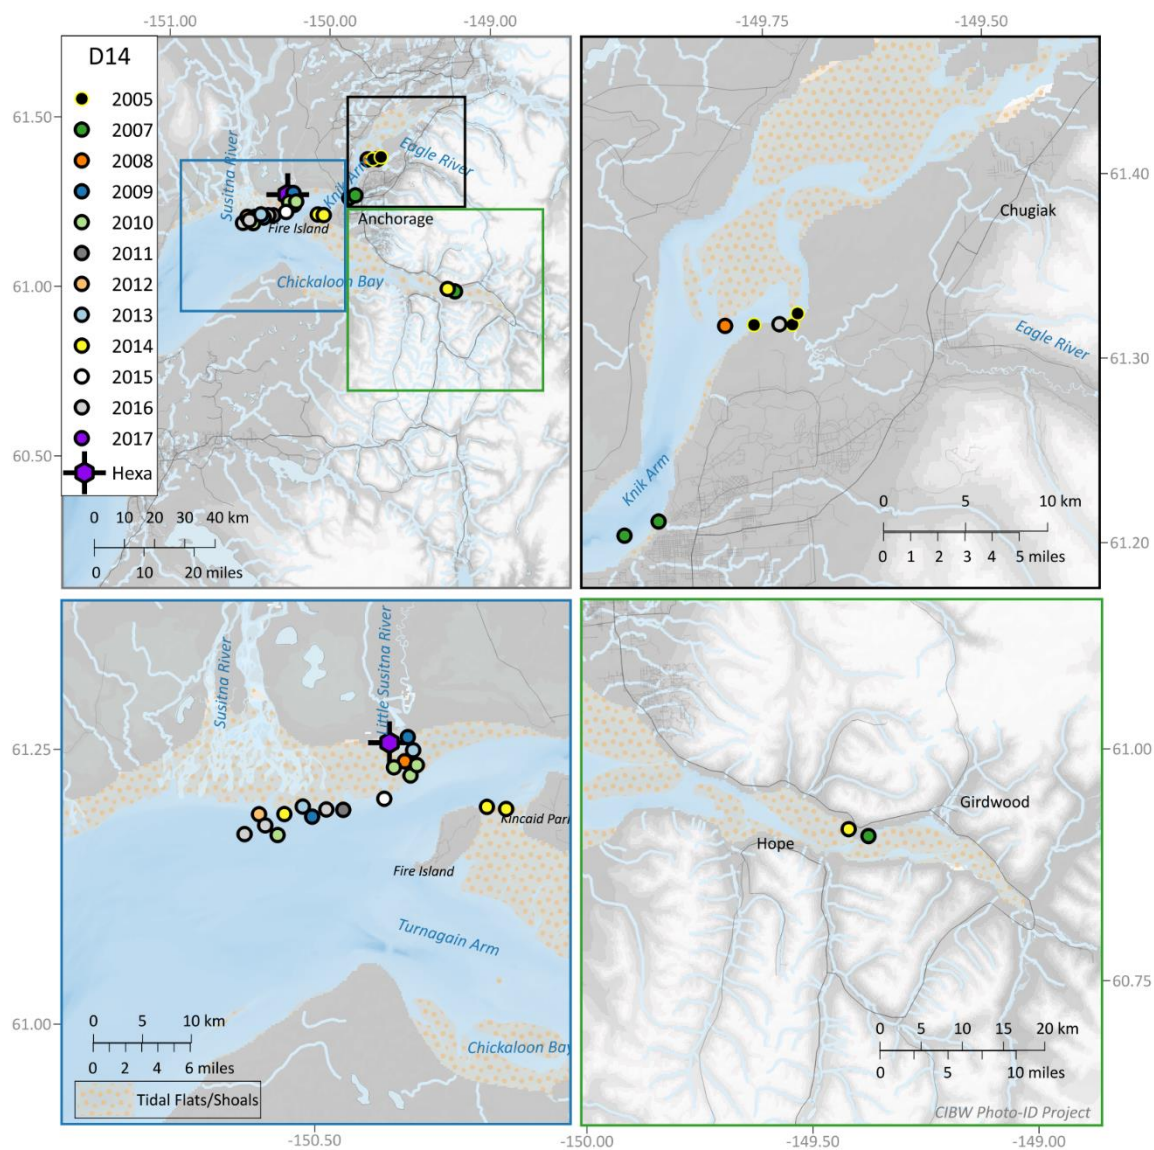 -151.00 -150.00 -149.00
-149.75 -149.50
D14
2005
2007
2008
2009
2010
2011
2012
2013
2014
2015
2016
2017
Hexa
61.50
61.00
60.50
Susitna River
Knik Arm
Eagle River
Anchorage
Fire Island
Chickaloon Bay
0 10 20 30 40 km
0 10 20 miles
61.40
61.30
61.20
Chugiak
Eagle River
Knik Arm
0 5 10 km
0 1 2 3 4 5 miles
61.25
61.00
Susitna River
Little Susitna River
Kincaid Par
Fire Island
Turnagain Arm
Chickaloon Bay
0 5 10 km
0 2 4 6 miles
Tidal Flats/Shoals
-150.50
61.00
60.75
Girdwood
Hope
0 5 10 15 20 km
0 5 10 miles
CIBW Photo-ID Project
-150.00 -149.50 -149.00